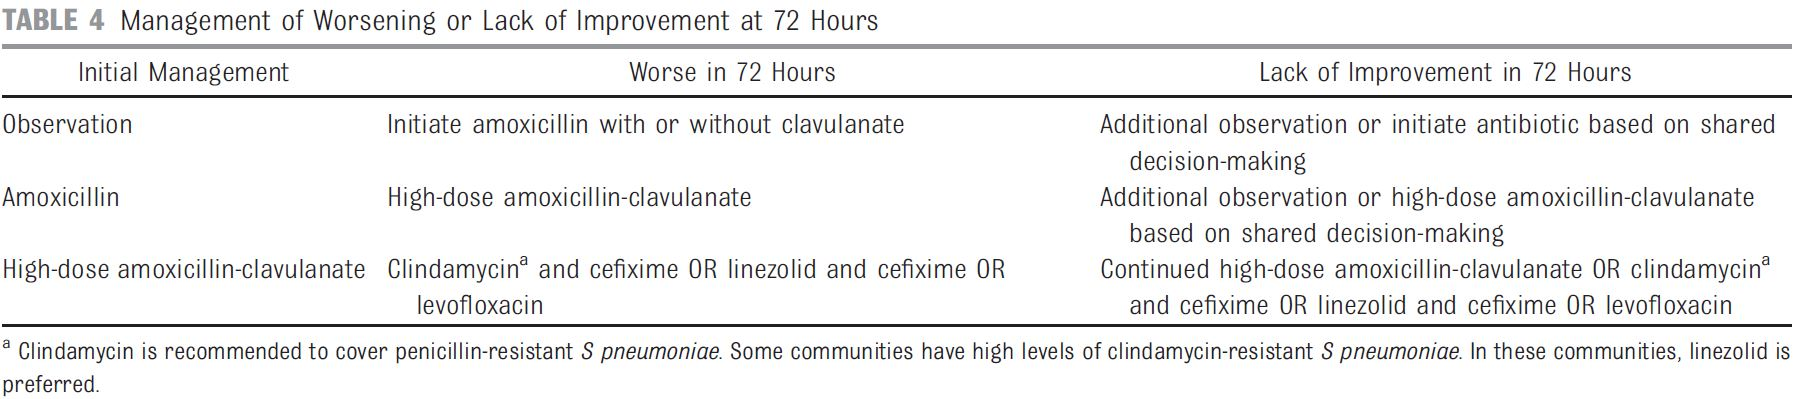 TABLE 4 Management of Worsening or Lack of Improvement at 72 Hours
Initial Management Worse in 72 Hours Lack of Improvement in 72 Hours
Observation Initiate amoxicillin with or without clavulanate Additional observation or initiate antibiotic based on shared
decision-making
Amoxicillin High-dose amoxicillin-clavulanate Additional observation or high-dose amoxicillin-clavulanate
based on shared decision-making
High-dose amoxicillin-clavulanate Clindamycinᵃ and cefixime OR linezolid and cefixime OR Continued high-dose amoxicillin-clavulanate OR clindamycinᵃ
levofloxacin and cefixime OR linezolid and cefixime OR levofloxacin
ᵃ Clindamycin is recommended to cover penicillin-resistant S pneumoniae. Some communities have high levels of clindamycin-resistant S pneumoniae. In these communities, linezolid is
preferred.